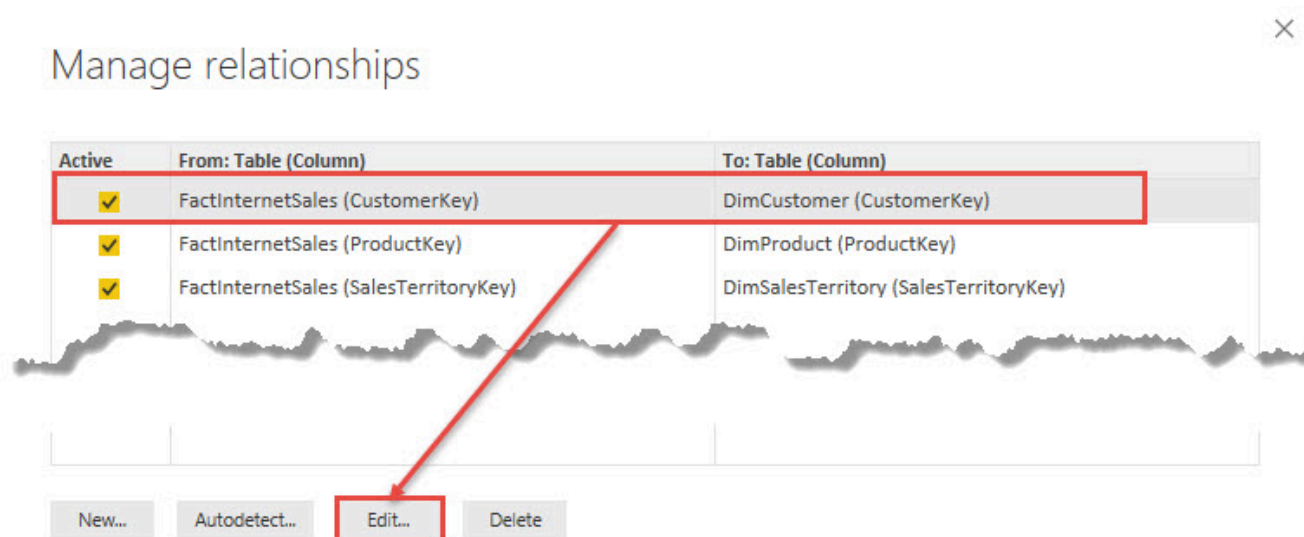 Manage relationships
Active From: Table (Column) To: Table (Column)
FactInternetSales (CustomerKey) DimCustomer (CustomerKey)
FactInternetSales (ProductKey) DimProduct (ProductKey)
FactInternetSales (SalesTerritoryKey) DimSalesTerritory (SalesTerritoryKey)
New... Autodetect... Edit... Delete